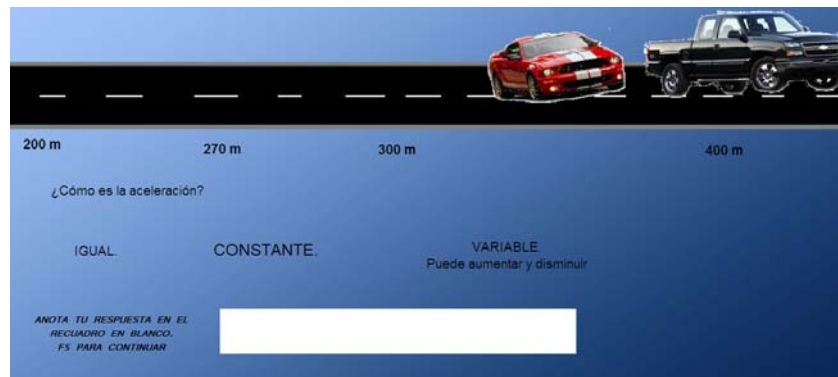 200 m
270 m
300 m
400 m
¿Cómo es la aceleración?
IGUAL.
CONSTANTE.
VARIABLE.
Puede aumentar y disminuir
ANOTA TU RESPUESTA EN EL
RECUADRO EN BLANCO.
F5 PARA CONTINUAR